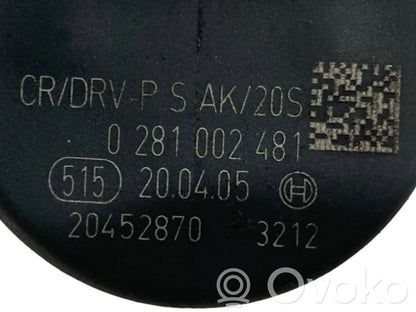 CR/DRV-P S AK/20S
0 281 002 481
515 20.04.05
20452870 3212
Ovoko